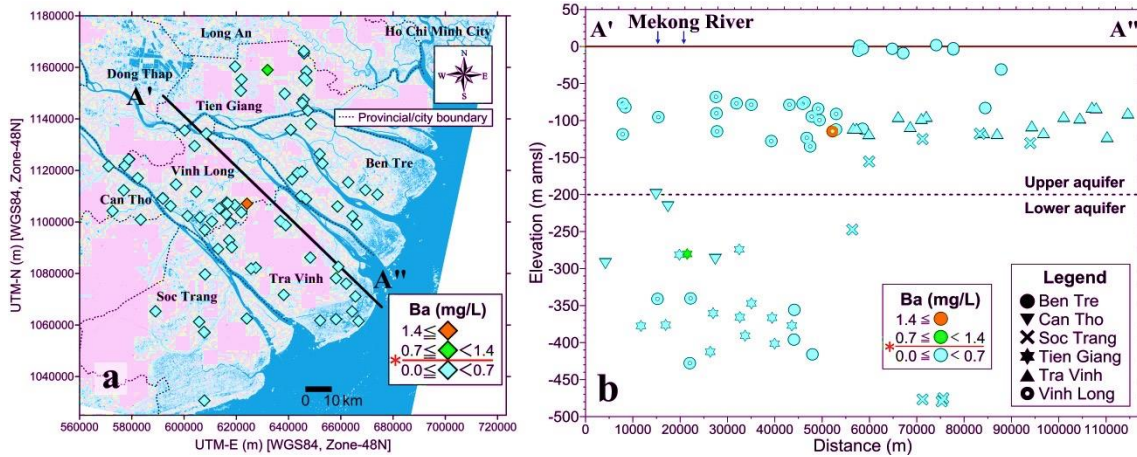 a
1160000
1140000
1120000
1100000
1080000
1060000
1040000
UTM-N (m) [WGS84, Zone-48N]
560000 580000 600000 620000 640000 660000 680000 700000 720000
UTM-E (m) [WGS84, Zone-48N]
Long An
Ho Chi Minh City
N
W E
S
Dong Thap
A'
Tien Giang
Provincial/city boundary
Vinh Long
Ben Tre
Can Tho
A"
Tra Vinh
Soc Trang
Ba (mg/L)
1.4 ≦
0.7 ≦ < 1.4
*
0.0 ≦ < 0.7
0 10 km
b
A' Mekong River A"
50
0
-50
-100
-150
-200
-250
-300
-350
-400
-450
-500
Elevation (m amsl)
Upper aquifer
Lower aquifer
Legend
Ben Tre
Can Tho
Soc Trang
Tien Giang
Tra Vinh
Vinh Long
Ba (mg/L)
1.4 ≦
0.7 ≦ < 1.4
*
0.0 ≦ < 0.7
0 10000 20000 30000 40000 50000 60000 70000 80000 90000 100000 110000
Distance (m)